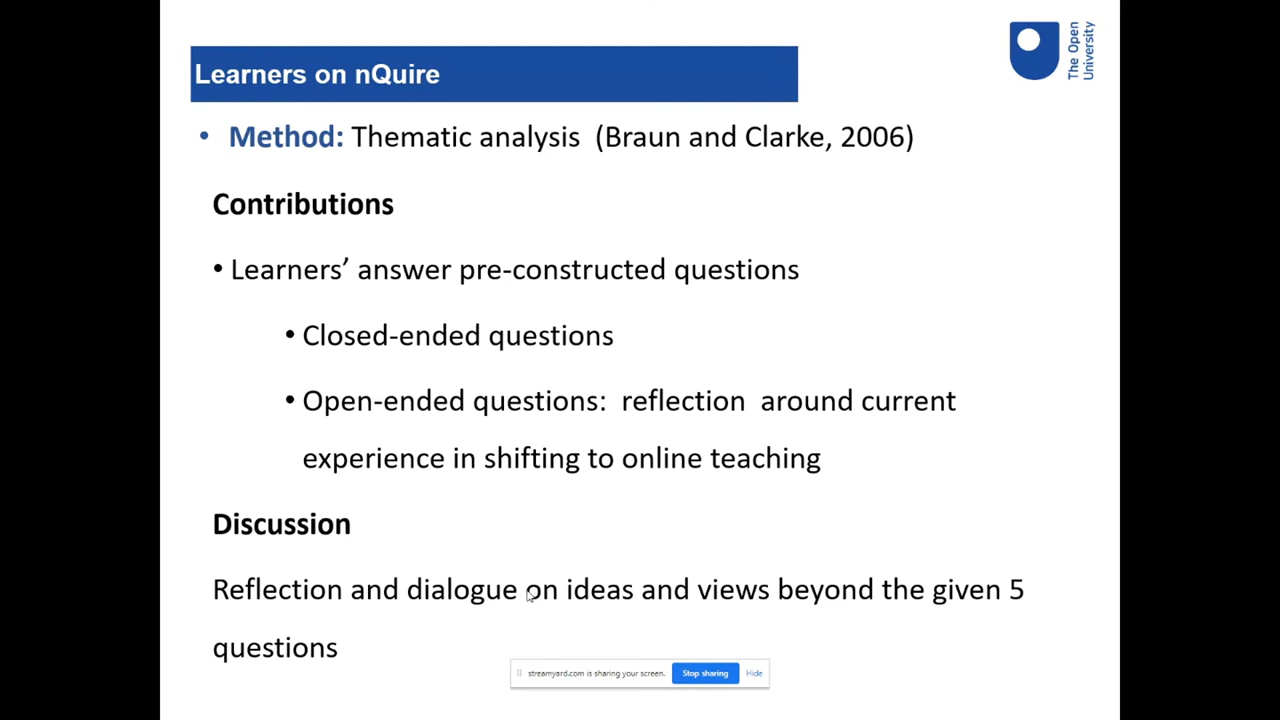 The Open
University
Learners on nQuire
• Method: Thematic analysis (Braun and Clarke, 2006)
Contributions
• Learners’ answer pre-constructed questions
• Closed-ended questions
• Open-ended questions: reflection around current
experience in shifting to online teaching
Discussion
Reflection and dialogue on ideas and views beyond the given 5
questions
streamyard.com is sharing your screen. Stop sharing Hide